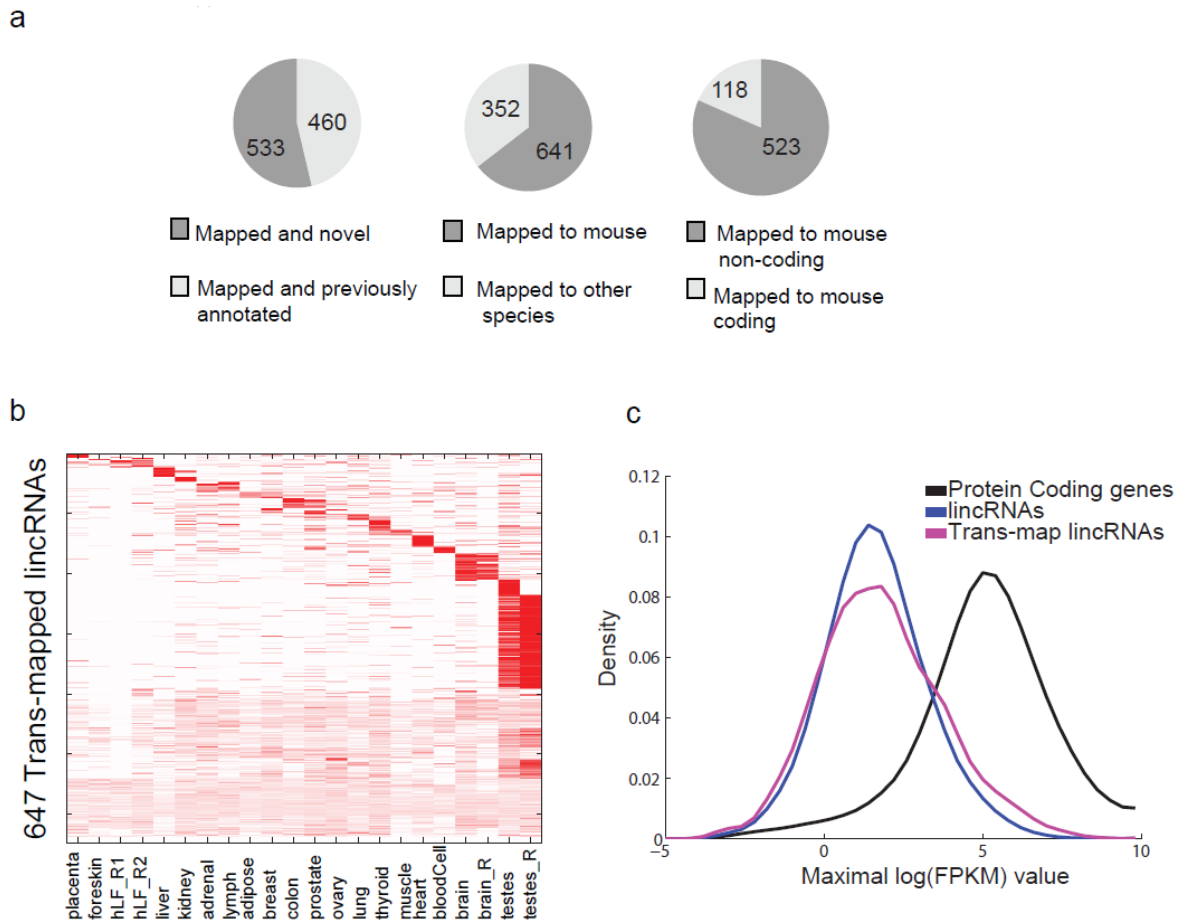 a
533
460
352
641
118
523
Mapped and novel
Mapped to mouse
Mapped to mouse
non-coding
Mapped and previously
annotated
Mapped to other
species
Mapped to mouse
coding
b
647 Trans-mapped lincRNAs
placenta
foreskin
hLF_R1
hLF_R2
liver
kidney
adrenal
lymph
adipose
breast
colon
prostate
ovary
lung
thyroid
muscle
heart
bloodCell
brain
brain_R
testes
testes_R
c
0.12
0.1
0.08
0.06
0.04
0.02
0
Density
Protein Coding genes
lincRNAs
Trans-map lincRNAs
-5
0
5
10
Maximal log(FPKM) value